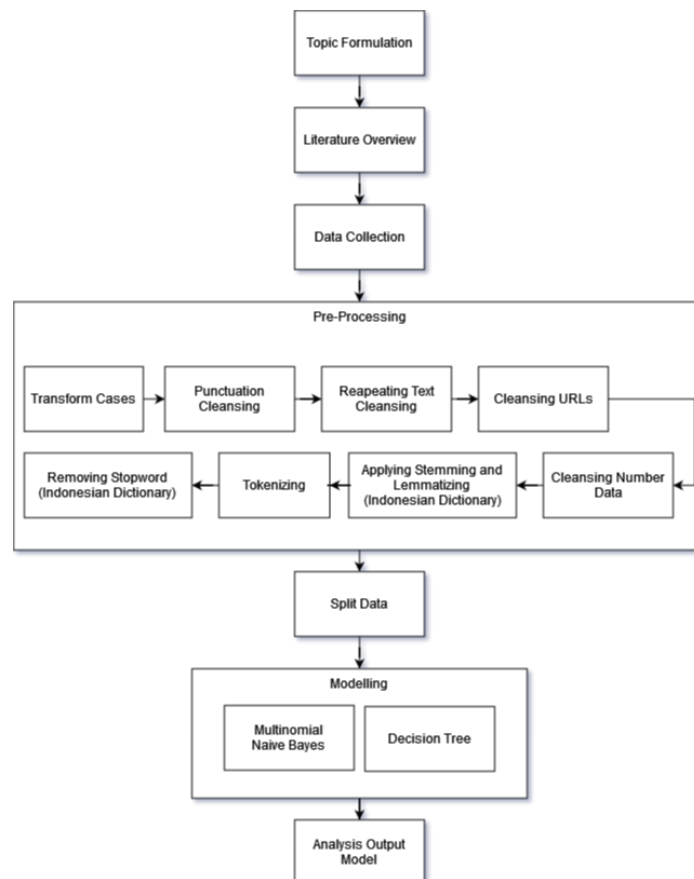 Topic Formulation
Literature Overview
Data Collection
Pre-Processing
Transform Cases
Punctuation
Cleansing
Reapeating Text
Cleansing
Cleansing URLs
Cleansing Number
Data
Applying Stemming and
Lemmatizing
(Indonesian Dictionary)
Tokenizing
Removing Stopword
(Indonesian Dictionary)
Split Data
Modelling
Multinomial
Naive Bayes
Decision Tree
Analysis Output
Model